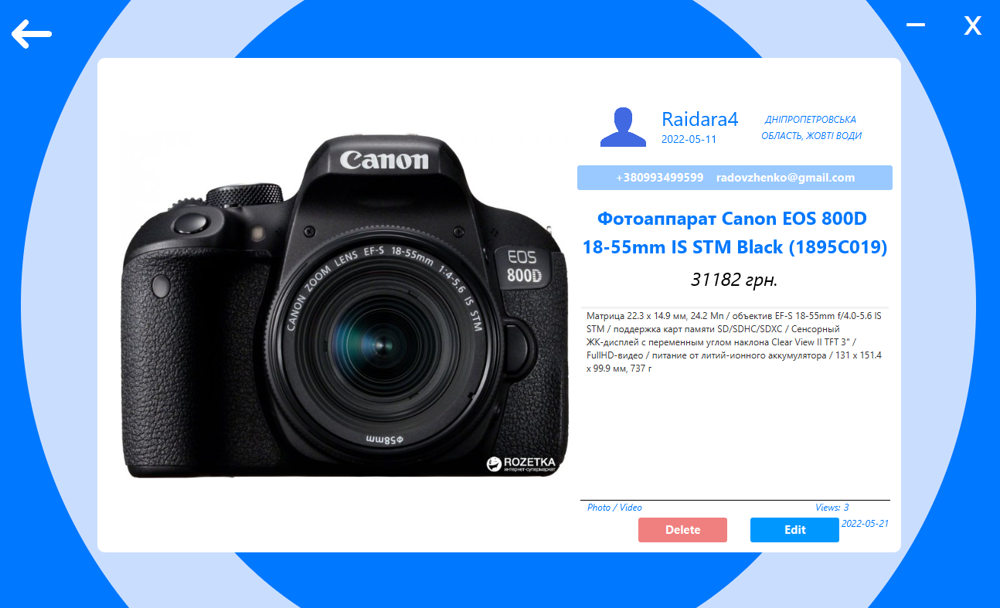 X
Raidara4
2022-05-11
ДНІПРОПЕТРОВСЬКА
ОБЛАСТЬ, ЖОВТІ ВОДИ
+380993499599 radovzhenko@gmail.com
Фотоаппарат Canon EOS 800D
18-55mm IS STM Black (1895C019)
31182 грн.
Матрица 22.3 x 14.9 мм, 24.2 Мп / объектив EF-S 18-55mm f/4.0-5.6 IS
STM / поддержка карт памяти SD/SDHC/SDXC / Сенсорный
ЖК-дисплей с переменным углом наклона Clear View II TFT 3" /
FullHD-видео / питание от литий-ионного аккумулятора / 131 x 151.4
x 99.9 мм, 737 г
Photo / Video
Views: 3
2022-05-21
Delete
Edit
Canon
EOS
800D
CANON ZOOM LENS EF-S 18-55mm 1:4-5.6 IS STM
Φ58mm
ROZETKA
интернет-супермаркет